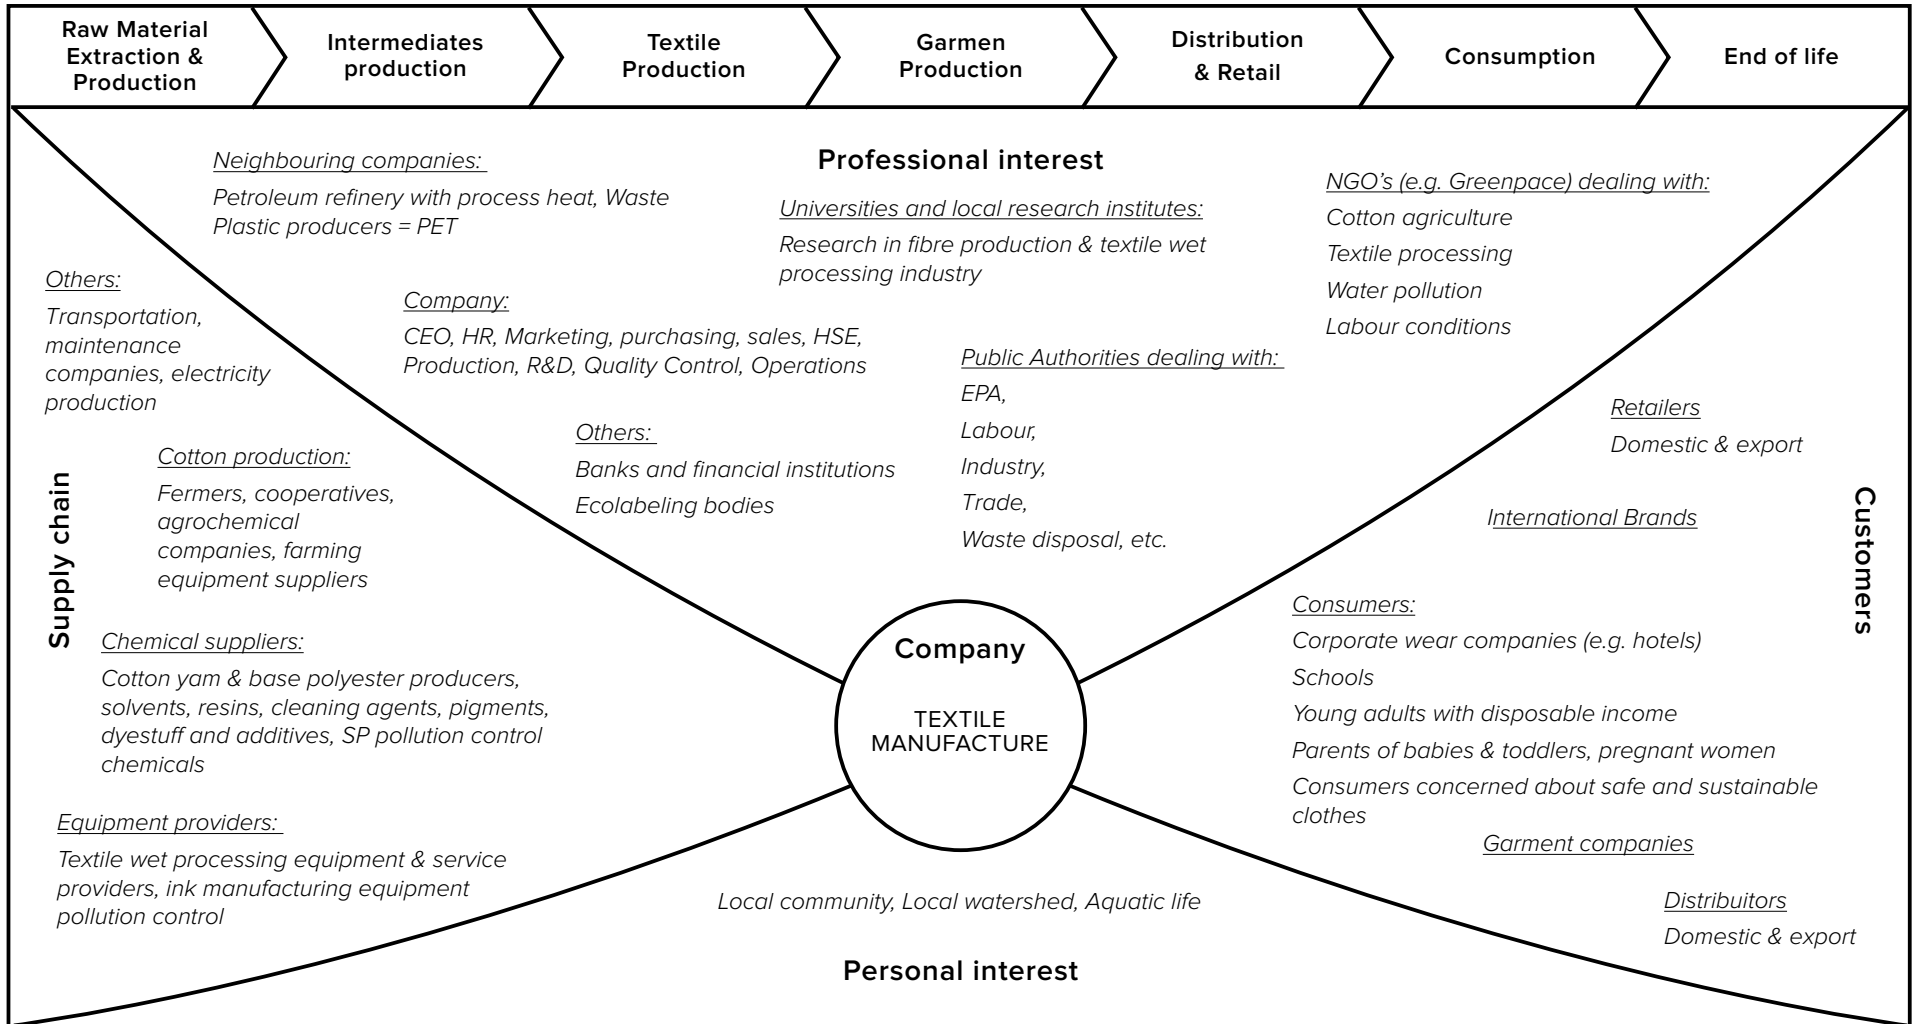 Raw Material
Extraction &
Production
Intermediates
production
Textile
Production
Garmen
Production
Distribution
& Retail
Consumption
End of life
Professional interest
Neighbouring companies:
Petroleum refinery with process heat, Waste
Plastic producers = PET
Universities and local research institutes:
Research in fibre production & textile wet
processing industry
NGO's (e.g. Greenpace) dealing with:
Cotton agriculture
Textile processing
Water pollution
Labour conditions
Company:
CEO, HR, Marketing, purchasing, sales, HSE,
Production, R&D, Quality Control, Operations
Public Authorities dealing with:
EPA,
Labour,
Industry,
Trade,
Waste disposal, etc.
Others:
Banks and financial institutions
Ecolabeling bodies
Supply chain
Others:
Transportation,
maintenance
companies, electricity
production
Cotton production:
Fermers, cooperatives,
agrochemical
companies, farming
equipment suppliers
Chemical suppliers:
Cotton yam & base polyester producers,
solvents, resins, cleaning agents, pigments,
dyestuff and additives, SP pollution control
chemicals
Equipment providers:
Textile wet processing equipment & service
providers, ink manufacturing equipment
pollution control
Company
TEXTILE
MANUFACTURE
Customers
Retailers
Domestic & export
International Brands
Consumers:
Corporate wear companies (e.g. hotels)
Schools
Young adults with disposable income
Parents of babies & toddlers, pregnant women
Consumers concerned about safe and sustainable
clothes
Garment companies
Distribuitors
Domestic & export
Local community, Local watershed, Aquatic life
Personal interest